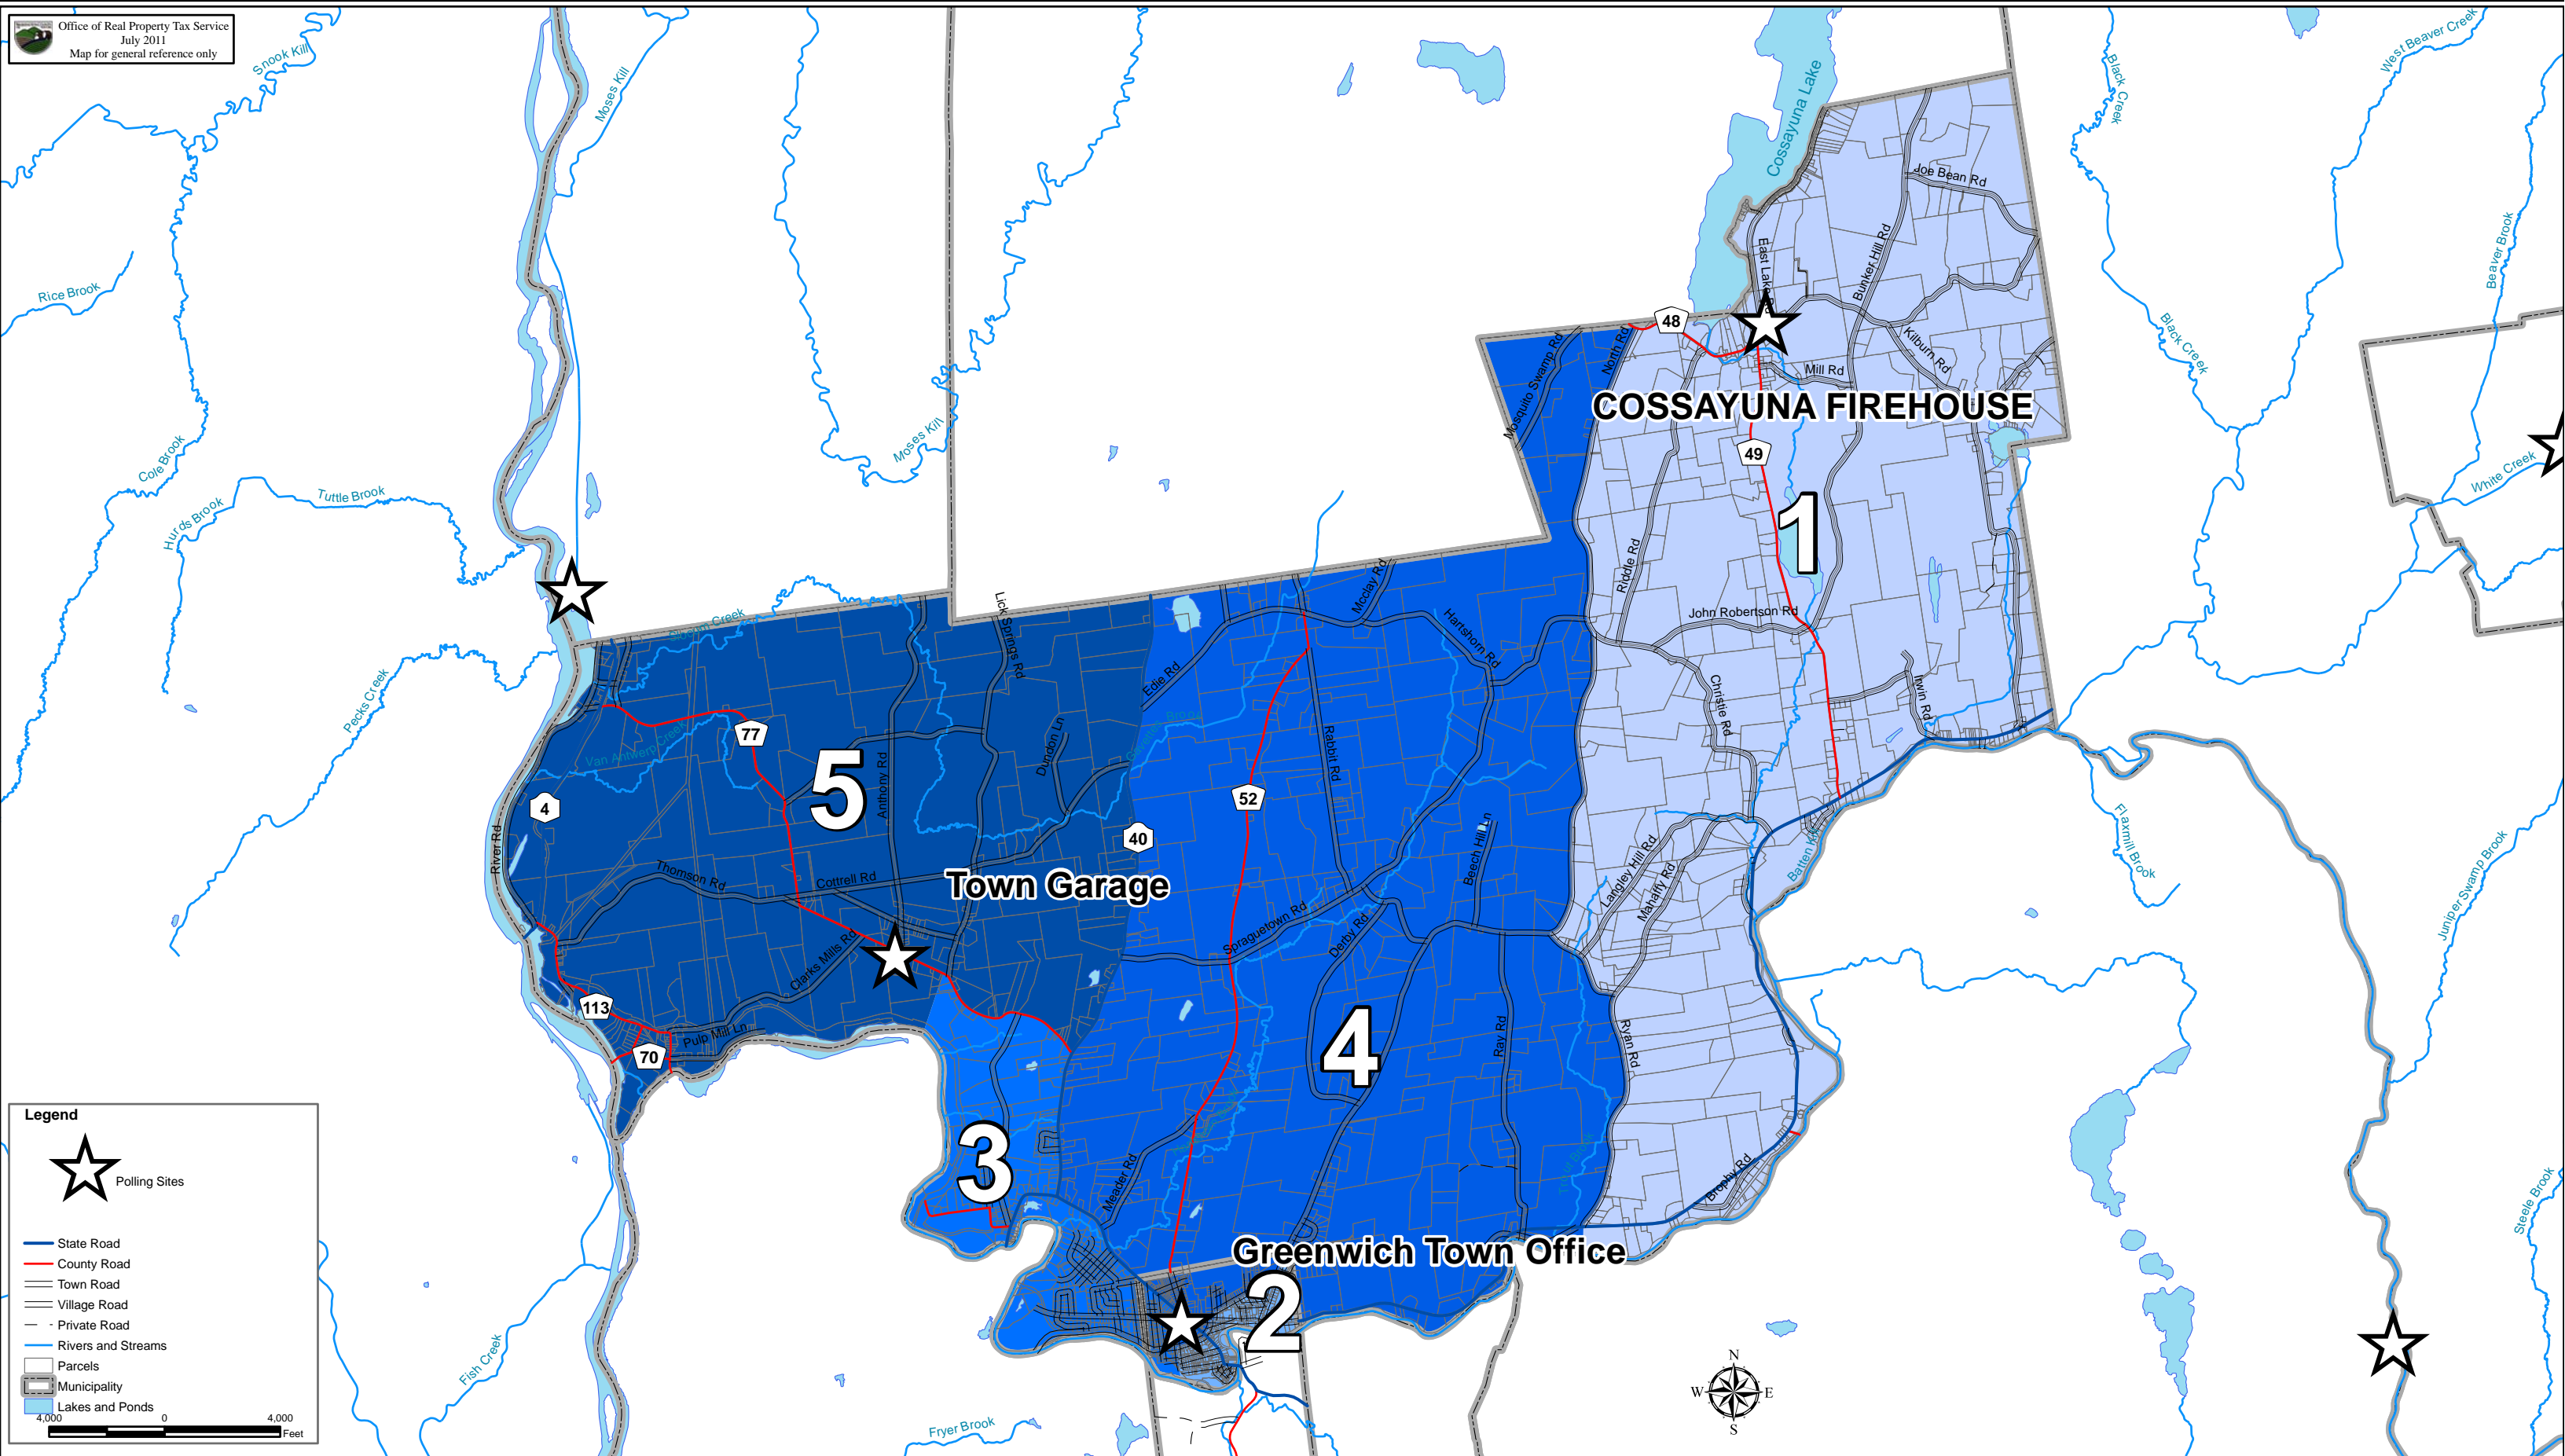 Office of Real Property Tax Service
July 2011
Map for general reference only
Snook Kill
Moses Kill
Cossayuna Lake
Black Creek
West Beaver Creek
Joe Bean Rd
Rice Brook
East Lake Rd
Bunker Hill Rd
Beaver Brook
48
Mosquito Swamp Rd
North Rd
Kilburn Rd
Mill Rd
Black Creek
COSSAYUNA FIREHOUSE
Cole Brook
Moses Kill
49
White Creek
Hurds Brook
Tuttle Brook
1
Riddle Rd
Slocum Creek
Lick Springs Rd
Mcclay Rd
John Robertson Rd
Hartshorn Rd
Edie Rd
Pecks Creek
Christie Rd
Irwin Rd
Van Antwerp Creek
77
Dundon Ln
Rabbit Rd
5
Anthony Rd
52
4
40
River Rd
Beech Hill Ln
Batten Kill
Flaxmill Brook
Thomson Rd
Cottrell Rd
Town Garage
Langley Hill Rd
Mahaffy Rd
Juniper Swamp Brook
Spraguetown Rd
Derby Rd
Clarks Mills Rd
113
Pulp Mill Ln
70
4
Ray Rd
Ryan Rd
3
Meader Rd
Brophy Rd
Steele Brook
Greenwich Town Office
2
Fish Creek
Fryer Brook
N
W
E
S
Legend
Polling Sites
State Road
County Road
Town Road
Village Road
Private Road
Rivers and Streams
Parcels
Municipality
Lakes and Ponds
4,000 0 4,000
Feet